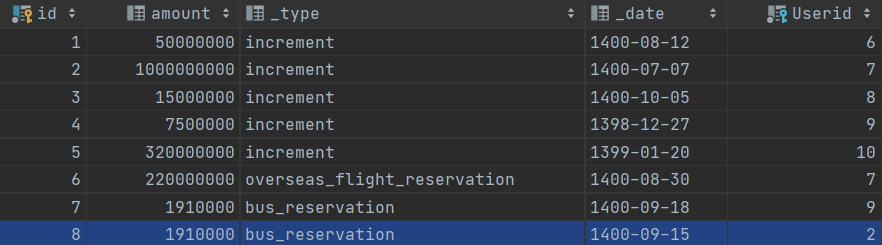 id amount _type _date Userid
1 50000000 increment 1400-08-12 6
2 1000000000 increment 1400-07-07 7
3 15000000 increment 1400-10-05 8
4 7500000 increment 1398-12-27 9
5 320000000 increment 1399-01-20 10
6 220000000 overseas_flight_reservation 1400-08-30 7
7 1910000 bus_reservation 1400-09-18 9
8 1910000 bus_reservation 1400-09-15 2